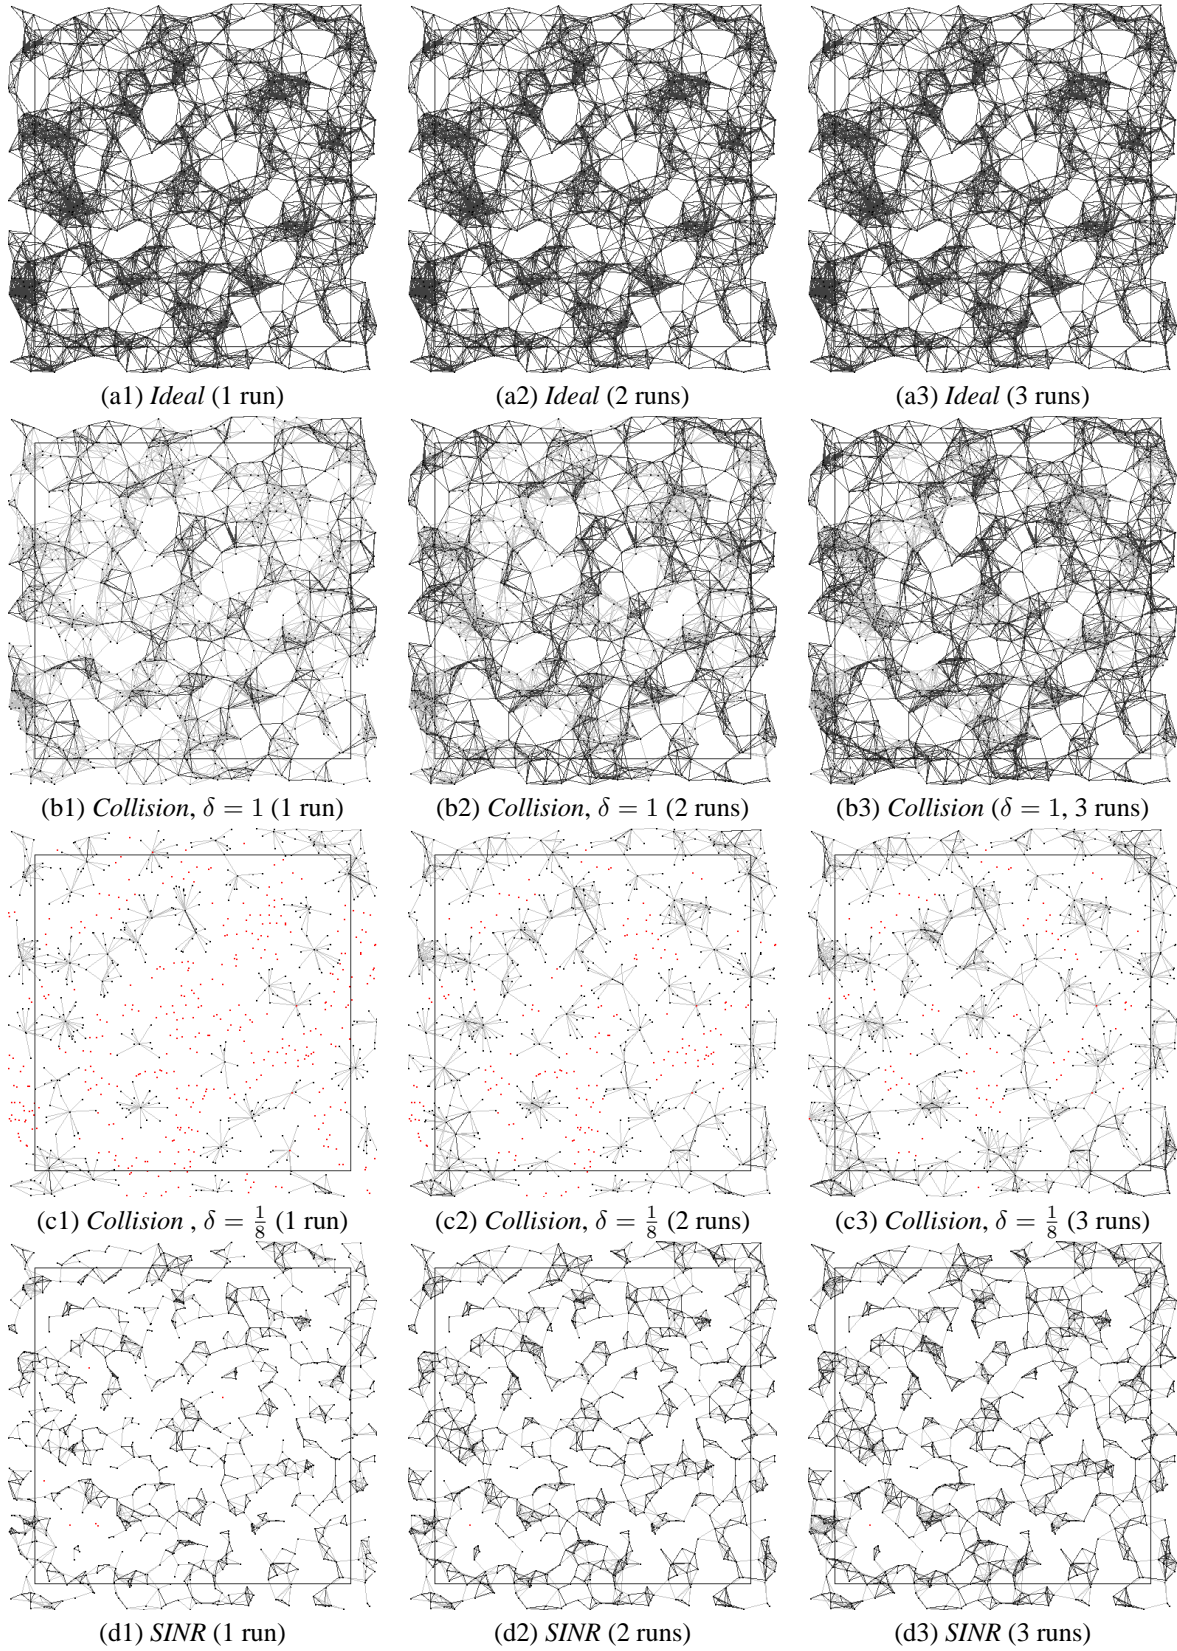 (a1) Ideal (1 run)
(a2) Ideal (2 runs)
(a3) Ideal (3 runs)
(b1) Collision, δ = 1 (1 run)
(b2) Collision, δ = 1 (2 runs)
(b3) Collision (δ = 1, 3 runs)
(c1) Collision , δ = 1/8 (1 run)
(c2) Collision, δ = 1/8 (2 runs)
(c3) Collision, δ = 1/8 (3 runs)
(d1) SINR (1 run)
(d2) SINR (2 runs)
(d3) SINR (3 runs)